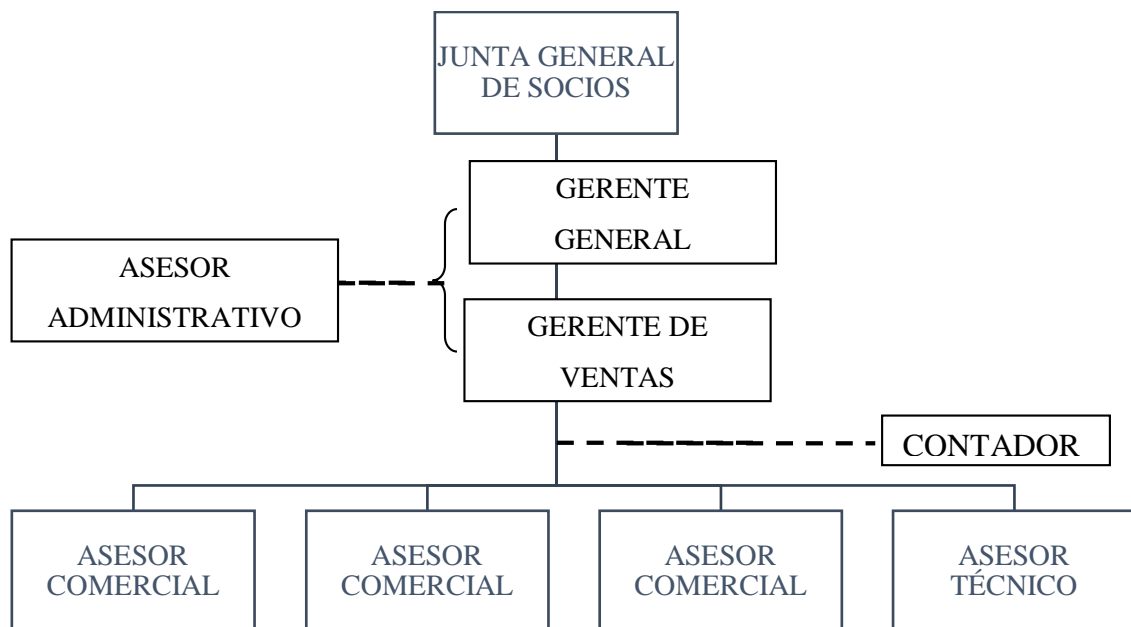 JUNTA GENERAL
DE SOCIOS
GERENTE
GENERAL
ASESOR
ADMINISTRATIVO
GERENTE DE
VENTAS
CONTADOR
ASESOR
COMERCIAL
ASESOR
COMERCIAL
ASESOR
COMERCIAL
ASESOR
TÉCNICO